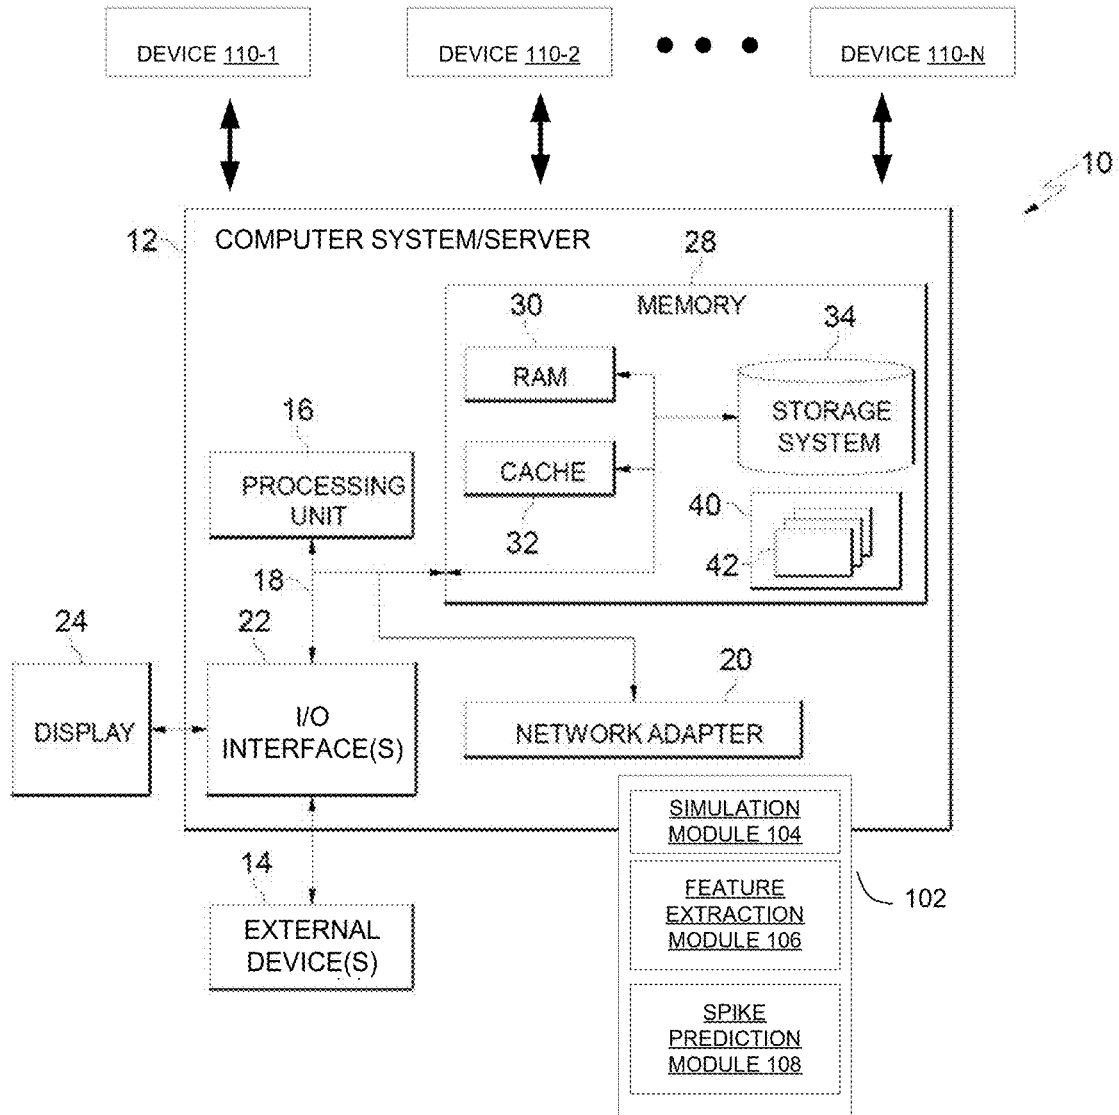 DEVICE 110-1
DEVICE 110-2
DEVICE 110-N
10
12
COMPUTER SYSTEM/SERVER
28
MEMORY
30
34
RAM
STORAGE
SYSTEM
16
CACHE
PROCESSING
UNIT
32
40
42
18
24
22
20
DISPLAY
I/O
INTERFACE(S)
NETWORK ADAPTER
SIMULATION
MODULE 104
14
102
FEATURE
EXTRACTION
MODULE 106
EXTERNAL
DEVICE(S)
SPIKE
PREDICTION
MODULE 108